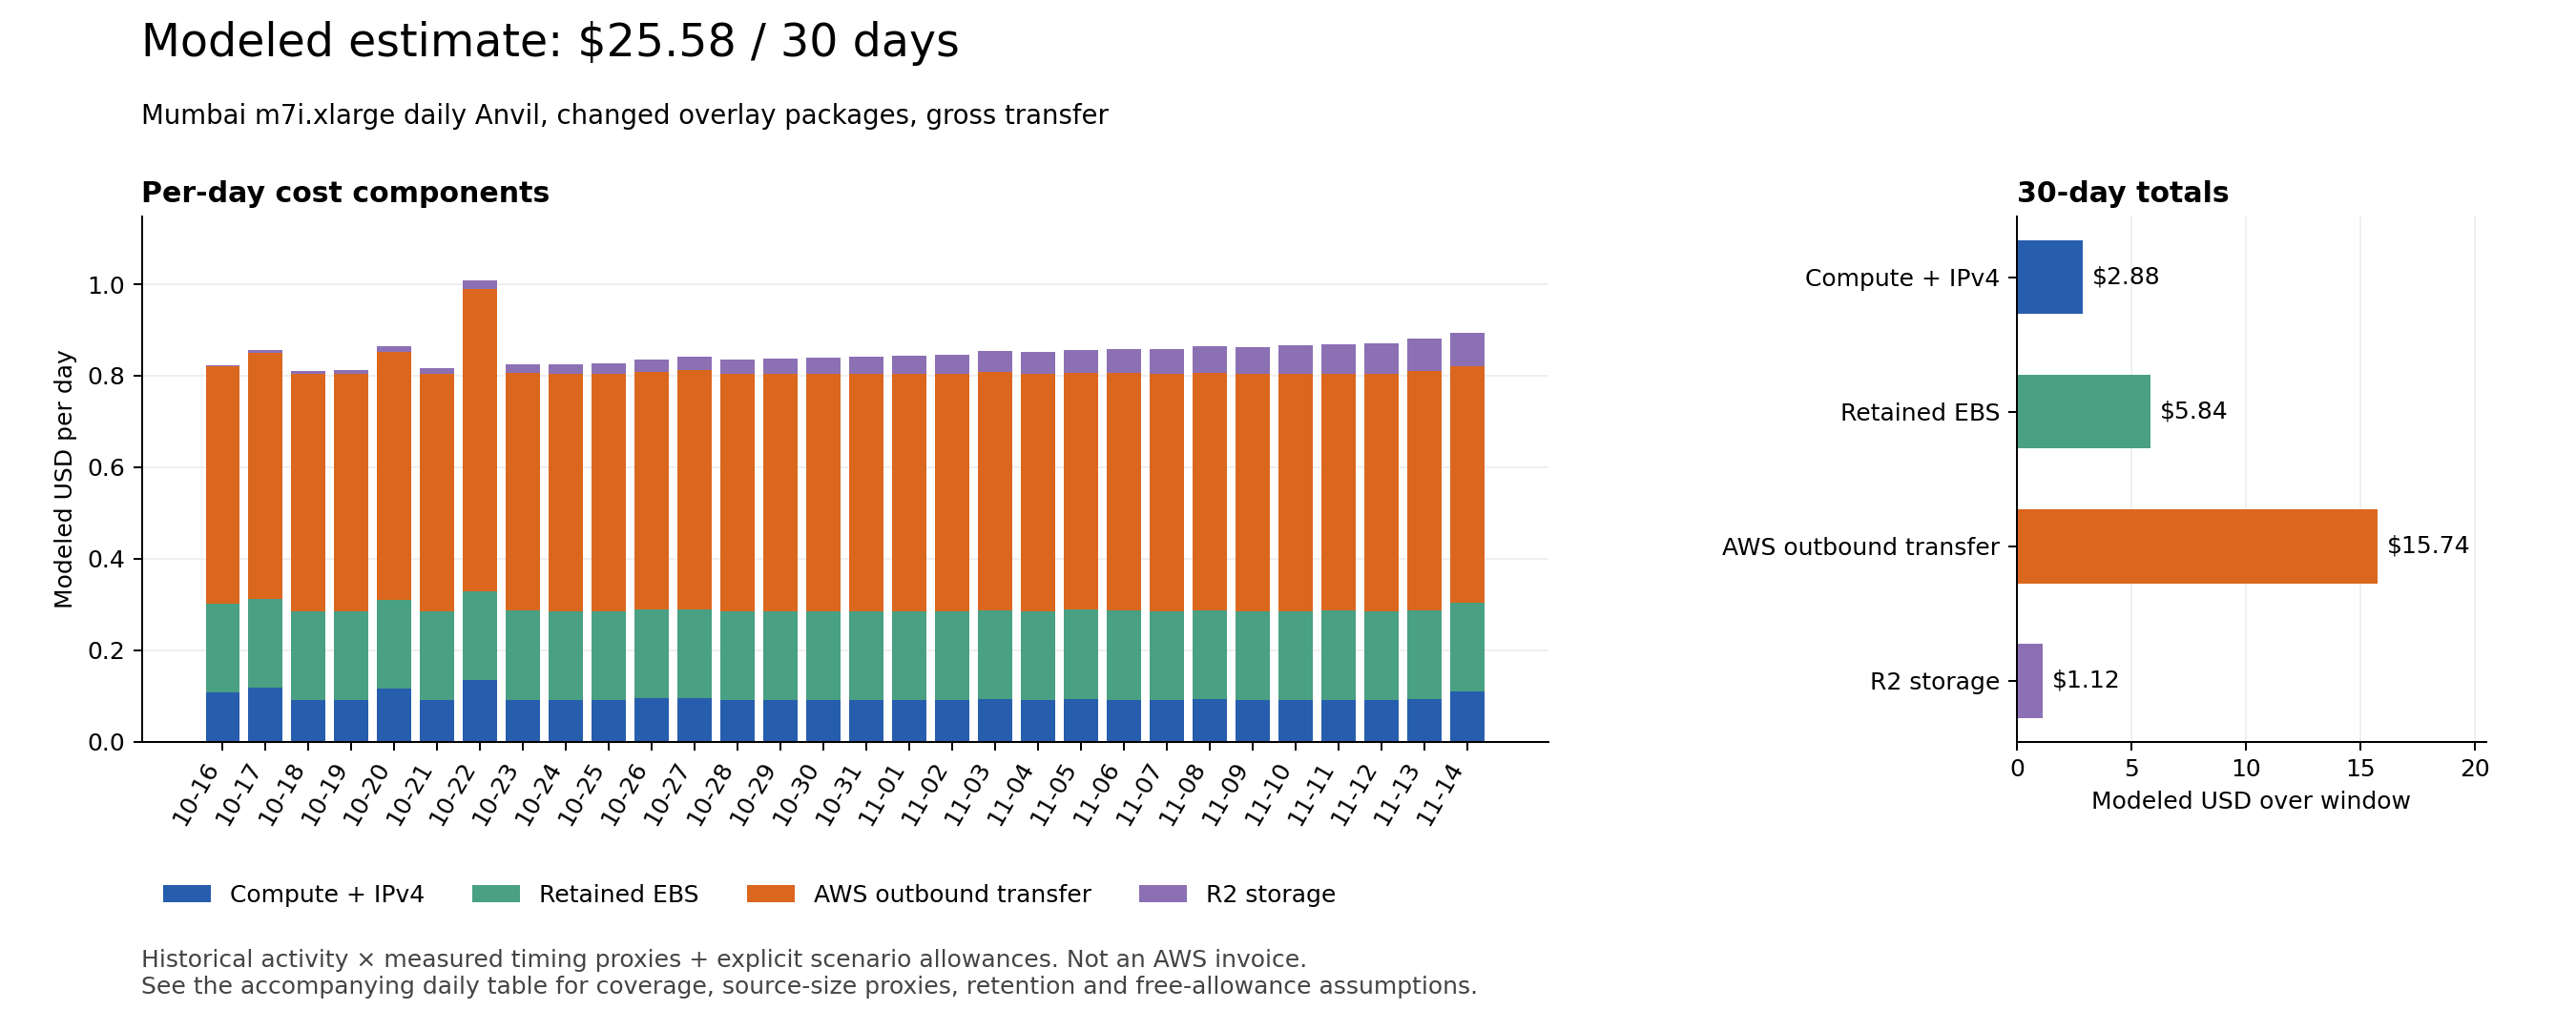 Modeled estimate: $25.58 / 30 days
Mumbai m7i.xlarge daily Anvil, changed overlay packages, gross transfer
Per-day cost components
Modeled USD per day
1.0
0.8
0.6
0.4
0.2
0.0
10-16
10-17
10-18
10-19
10-20
10-21
10-22
10-23
10-24
10-25
10-26
10-27
10-28
10-29
10-30
10-31
11-01
11-02
11-03
11-04
11-05
11-06
11-07
11-08
11-09
11-10
11-11
11-12
11-13
11-14
Compute + IPv4
Retained EBS
AWS outbound transfer
R2 storage
30-day totals
Compute + IPv4 $2.88
Retained EBS $5.84
AWS outbound transfer $15.74
R2 storage $1.12
0 5 10 15 20
Modeled USD over window
Historical activity × measured timing proxies + explicit scenario allowances. Not an AWS invoice.
See the accompanying daily table for coverage, source-size proxies, retention and free-allowance assumptions.